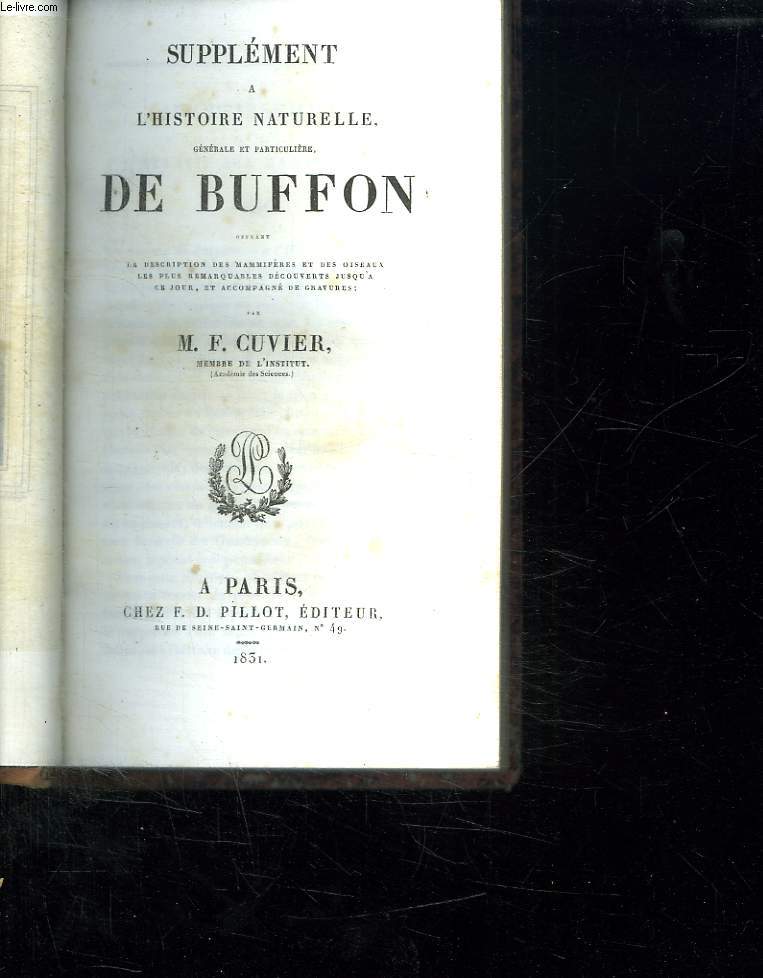 Le-livre.com
SUPPLÉMENT
A
L'HISTOIRE NATURELLE,
GÉNÉRALE ET PARTICULIÈRE,
DE BUFFON
OFFRANT
LA DESCRIPTION DES MAMMIFÈRES ET DES OISEAUX
LES PLUS REMARQUABLES DÉCOUVERTS JUSQU'A
CE JOUR, ET ACCOMPAGNÉ DE GRAVURES;
PAR
M. F. CUVIER,
MEMBRE DE L'INSTITUT.
(Académie des Sciences.)
A PARIS,
CHEZ F. D. PILLOT, ÉDITEUR,
RUE DE SEINE-SAINT-GERMAIN, N° 49.
1831.